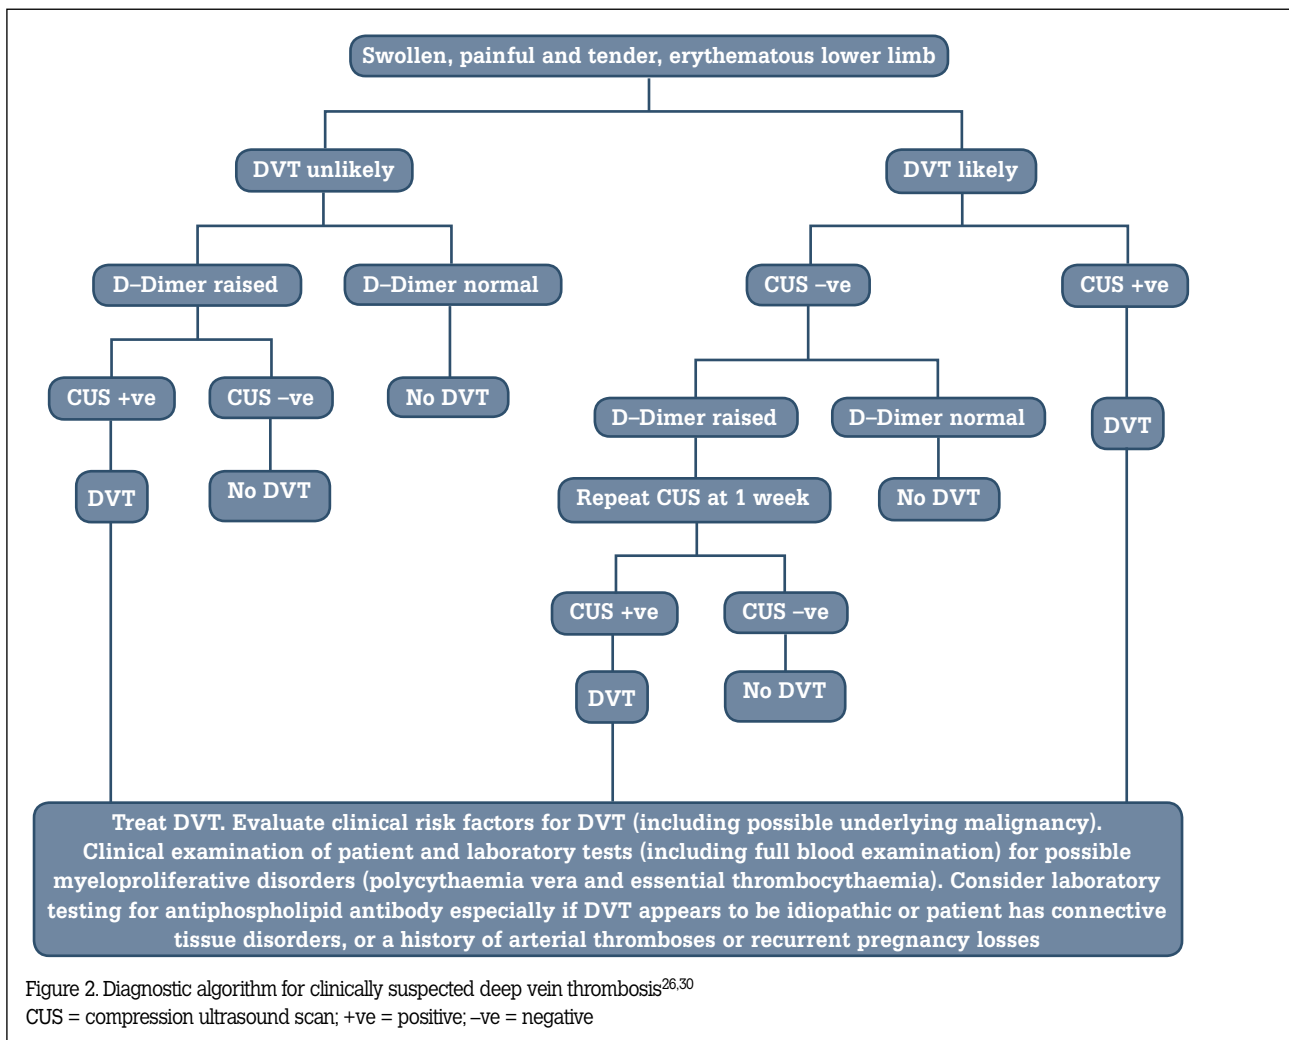 Swollen, painful and tender, erythematous lower limb
DVT unlikely
DVT likely
D–Dimer raised
D–Dimer normal
CUS –ve
CUS +ve
CUS +ve
CUS –ve
No DVT
D–Dimer raised
D–Dimer normal
DVT
DVT
No DVT
Repeat CUS at 1 week
No DVT
CUS +ve
CUS –ve
DVT
No DVT
Treat DVT. Evaluate clinical risk factors for DVT (including possible underlying malignancy).
Clinical examination of patient and laboratory tests (including full blood examination) for possible
myeloproliferative disorders (polycythaemia vera and essential thrombocythaemia). Consider laboratory
testing for antiphospholipid antibody especially if DVT appears to be idiopathic or patient has connective
tissue disorders, or a history of arterial thromboses or recurrent pregnancy losses
Figure 2. Diagnostic algorithm for clinically suspected deep vein thrombosis26,30
CUS = compression ultrasound scan; +ve = positive; –ve = negative